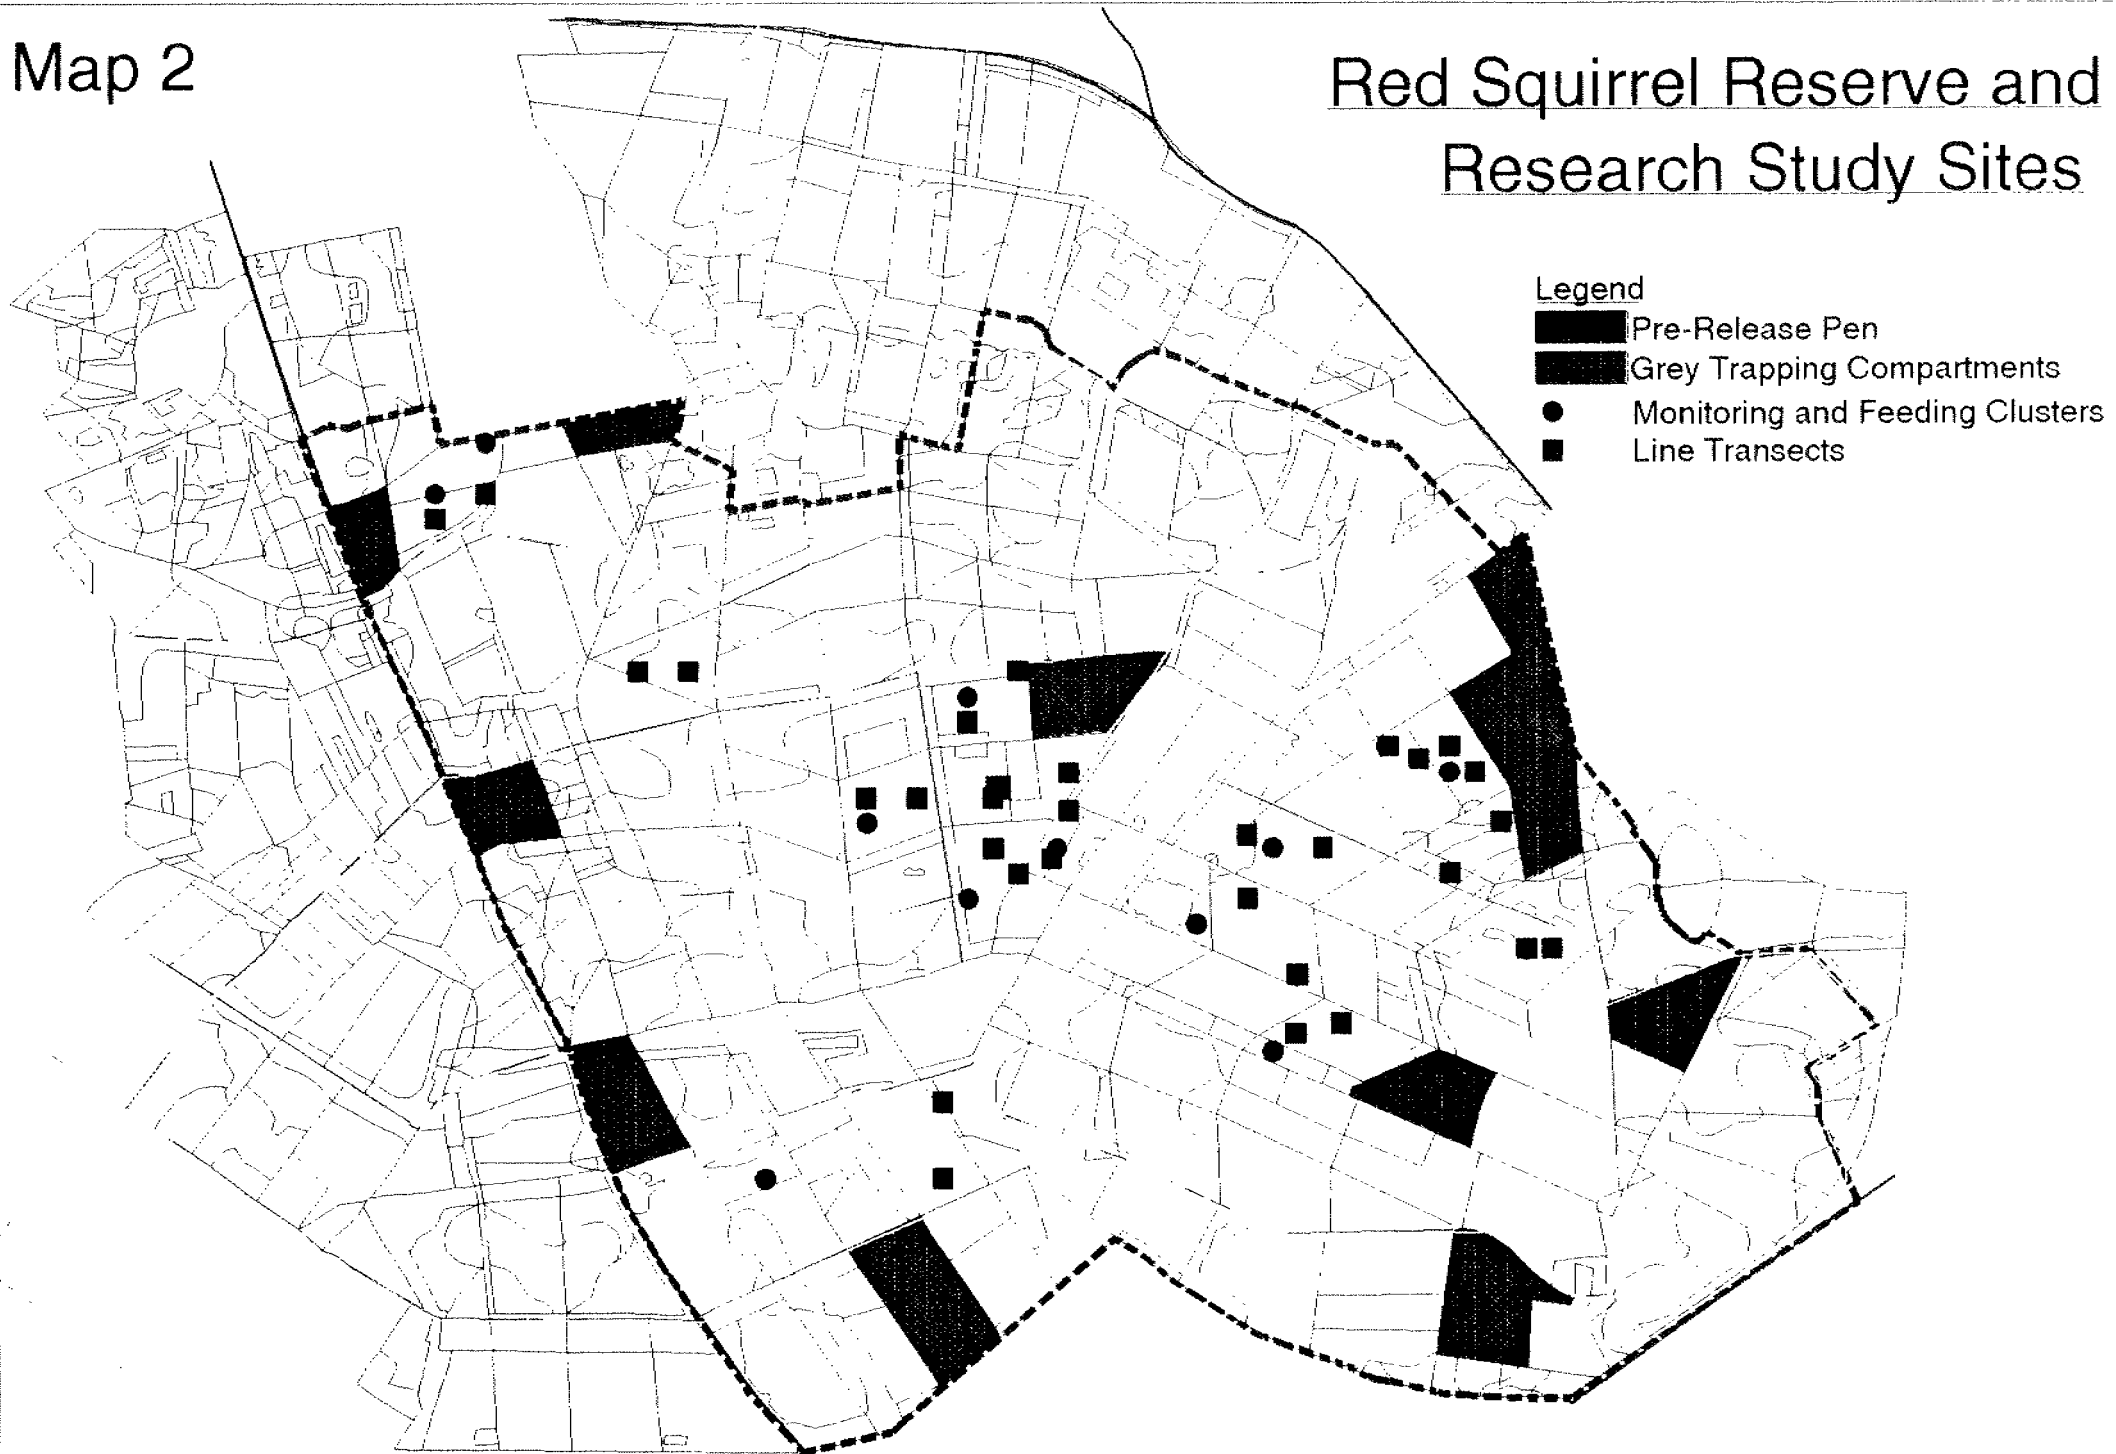 Map 2
Red Squirrel Reserve and
Research Study Sites
Legend
Pre-Release Pen
Grey Trapping Compartments
Monitoring and Feeding Clusters
Line Transects